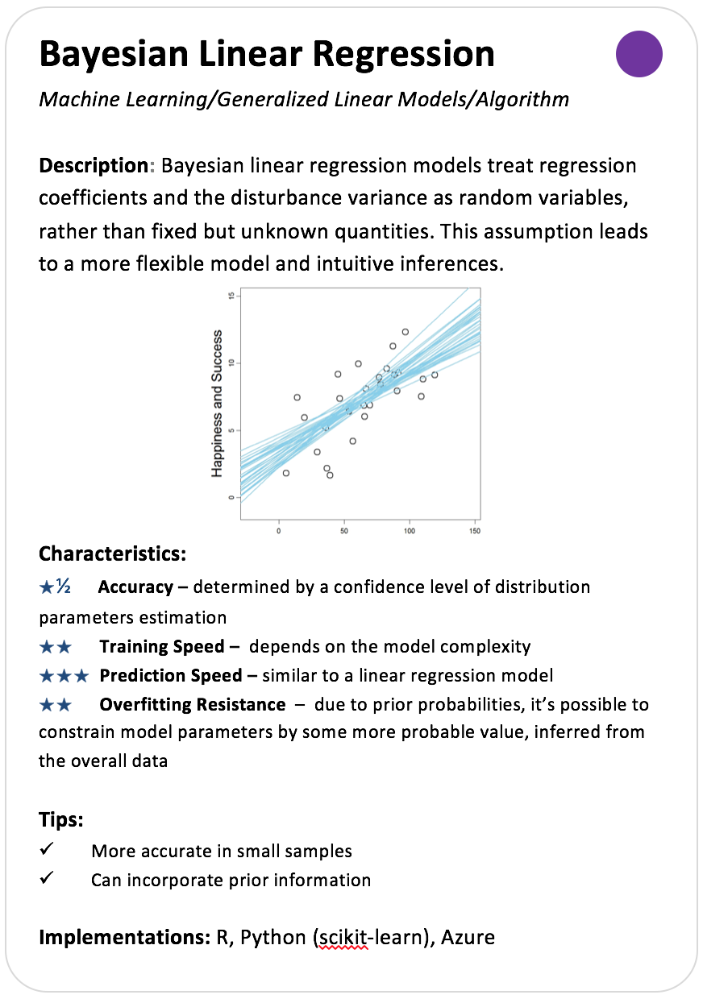 Bayesian Linear Regression
Machine Learning/Generalized Linear Models/Algorithm
Description: Bayesian linear regression models treat regression
coefficients and the disturbance variance as random variables,
rather than fixed but unknown quantities. This assumption leads
to a more flexible model and intuitive inferences.
15
10
5
0
Happiness and Success
0 50 100 150
Characteristics:
★½ Accuracy – determined by a confidence level of distribution
parameters estimation
★★ Training Speed – depends on the model complexity
★★★ Prediction Speed – similar to a linear regression model
★★ Overfitting Resistance – due to prior probabilities, it’s possible to
constrain model parameters by some more probable value, inferred from
the overall data
Tips:
✓ More accurate in small samples
✓ Can incorporate prior information
Implementations: R, Python (scikit-learn), Azure